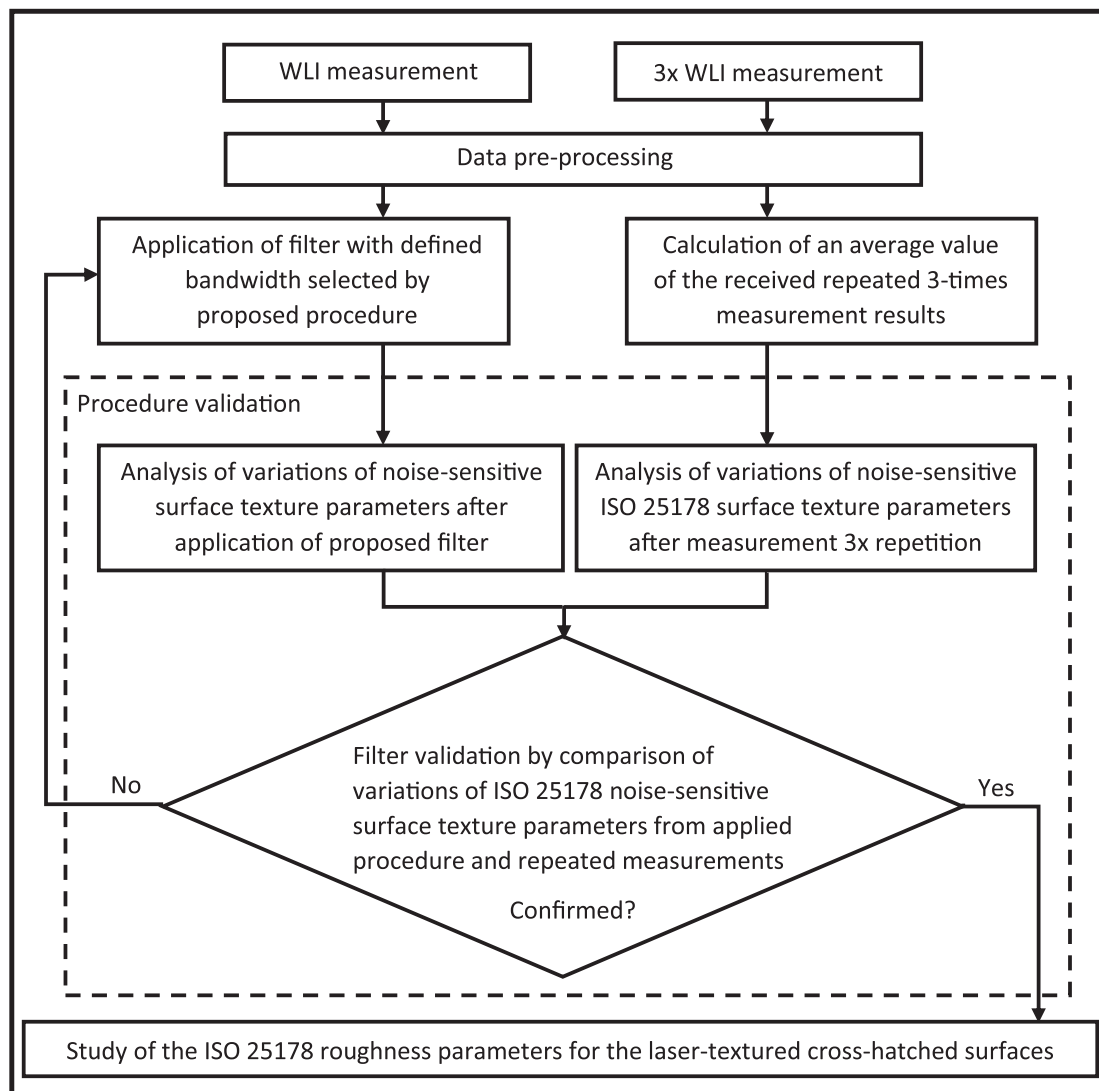 WLI measurement
3x WLI measurement
Data pre-processing
Application of filter with defined
bandwidth selected by
proposed procedure
Calculation of an average value
of the received repeated 3-times
measurement results
Procedure validation
Analysis of variations of noise-sensitive
surface texture parameters after
application of proposed filter
Analysis of variations of noise-sensitive
ISO 25178 surface texture parameters
after measurement 3x repetition
Filter validation by comparison of
variations of ISO 25178 noise-sensitive
surface texture parameters from applied
procedure and repeated measurements
Confirmed?
No
Yes
Study of the ISO 25178 roughness parameters for the laser-textured cross-hatched surfaces